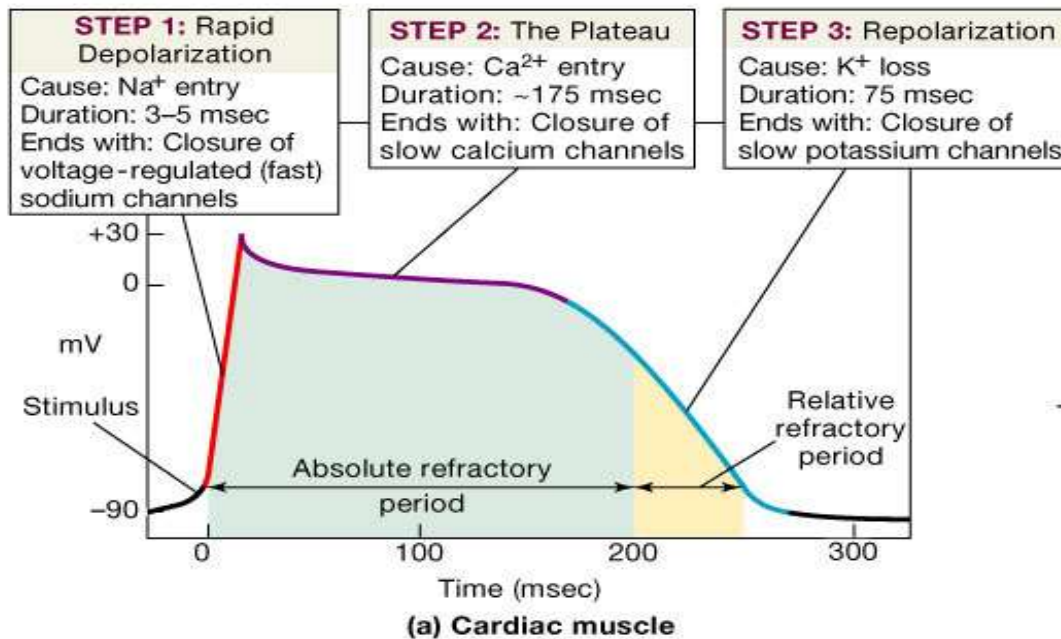 STEP 1: Rapid
Depolarization
Cause: Na⁺ entry
Duration: 3–5 msec
Ends with: Closure of
voltage-regulated (fast)
sodium channels
STEP 2: The Plateau
Cause: Ca²⁺ entry
Duration: ~175 msec
Ends with: Closure of
slow calcium channels
STEP 3: Repolarization
Cause: K⁺ loss
Duration: 75 msec
Ends with: Closure of
slow potassium channels
+30
0
mV
Stimulus
Relative
refractory
period
Absolute refractory
period
–90
0
100
200
300
Time (msec)
(a) Cardiac muscle